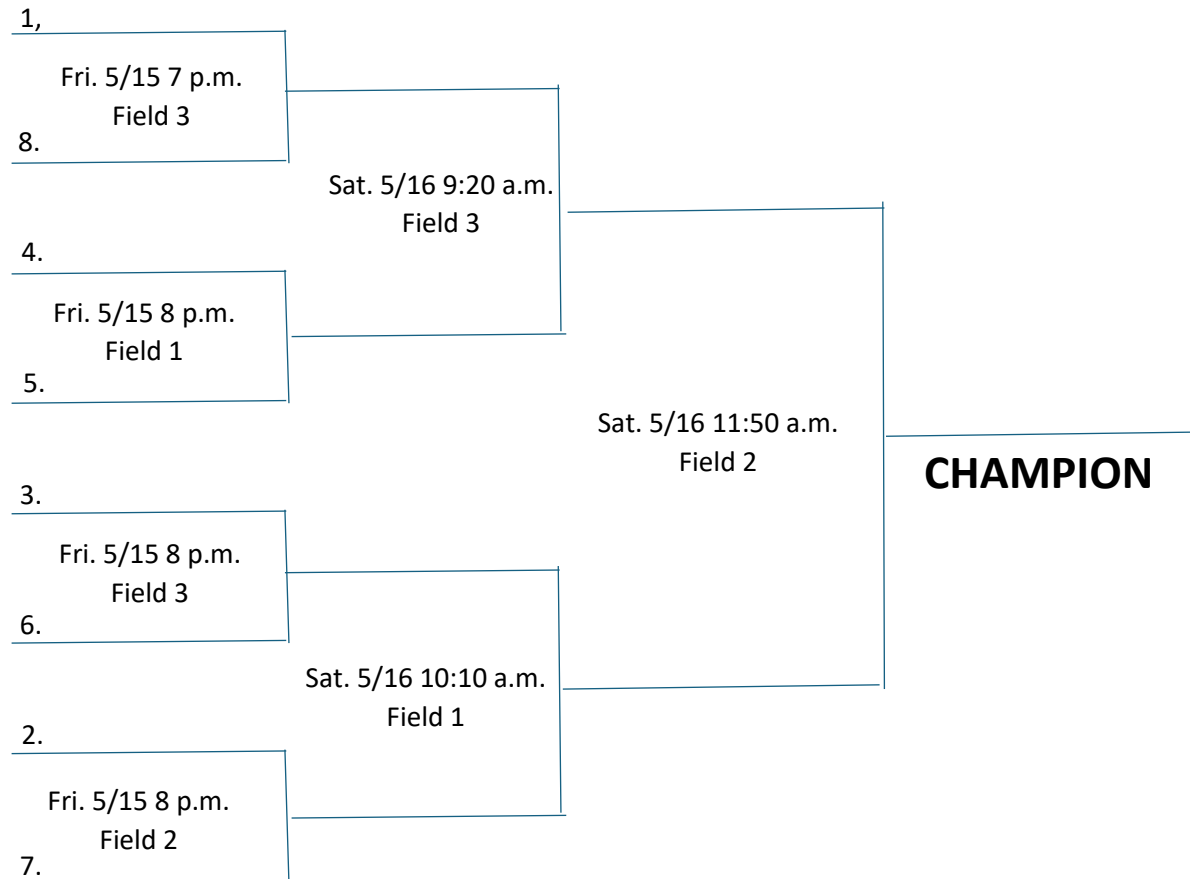 1,
Fri. 5/15 7 p.m.
Field 3
8.
Sat. 5/16 9:20 a.m.
Field 3
4.
Fri. 5/15 8 p.m.
Field 1
5.
Sat. 5/16 11:50 a.m.
Field 2
CHAMPION
3.
Fri. 5/15 8 p.m.
Field 3
6.
Sat. 5/16 10:10 a.m.
Field 1
2.
Fri. 5/15 8 p.m.
Field 2
7.